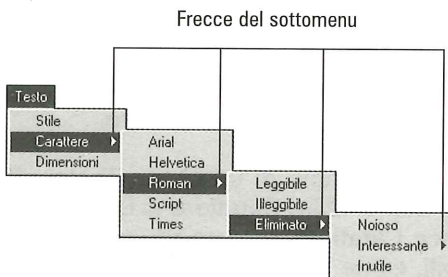 Frecce del sottomenu
Testo
Stile
Carattere
Dimensioni
Arial
Helvetica
Roman
Script
Times
Leggibile
Illeggibile
Eliminato
Noioso
Interessante
Inutile